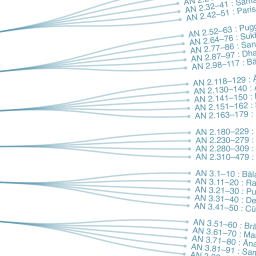 AN 2.32–41 : Sama
AN 2.42–51 : Paris
AN 2.52–63 : Pugg
AN 2.64–76 : Sukh
AN 2.77–86 : San
AN 2.87–97 : Dha
AN 2.98–117 : Bā
AN 2.118–129 : Ā
AN 2.130–140 :
AN 2.141–150 :
AN 2.151–162 :
AN 2.163–179 :
AN 2.180–229 :
AN 2.230–279 :
AN 2.280–309 :
AN 2.310–479 :
AN 3.1–10 : Bāla
AN 3.11–20 : Ra
AN 3.21–30 : Pu
AN 3.31–40 : De
AN 3.41–50 : Cū
AN 3.51–60 : Brā
AN 3.61–70 : Ma
AN 3.71–80 : Āna
AN 3.81–91 : Sam